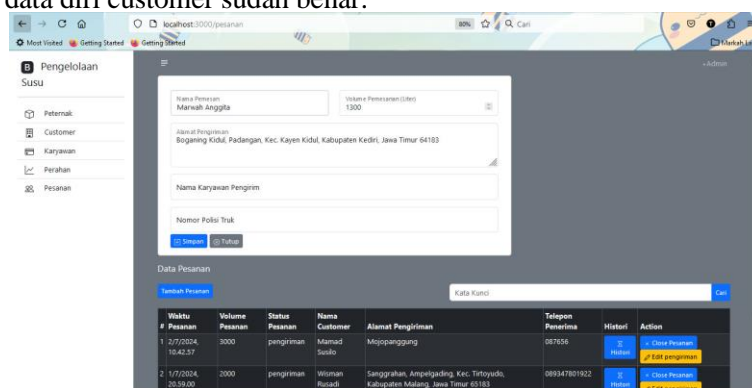 data diri customer sudah benar.
localhost:3000/pesanan
80%
Cari
Most Visited
Getting Started
Getting Started
Markah Lain
B Pengelolaan Susu
+Admin
Peternak
Customer
Karyawan
Perahan
Pesanan
Nama Pemesan
Marwah Anggita
Volume Pemesanan (Liter)
1300
Alamat Pengiriman
Boganing Kidul, Padangan, Kec. Kayen Kidul, Kabupaten Kediri, Jawa Timur 64183
Nama Karyawan Pengirim
Nomor Polisi Truk
Simpan
Tutup
Data Pesanan
Tambah Pesanan
Kata Kunci
Cari
# Waktu Pesanan Volume Pesanan Status Pesanan Nama Customer Alamat Pengiriman Telepon Penerima Histori Action
1 2/7/2024, 10.42.57 3000 pengiriman Mamad Susilo Mojopanggung 087656 Histori Close Pesanan Edit pengiriman
2 1/7/2024, 20.59.00 2000 pengiriman Wisman Rusadi Sanggrahan, Ampelgading, Kec. Tirtoyudo, Kabupaten Malang, Jawa Timur 65183 089347801922 Histori Close Pesanan